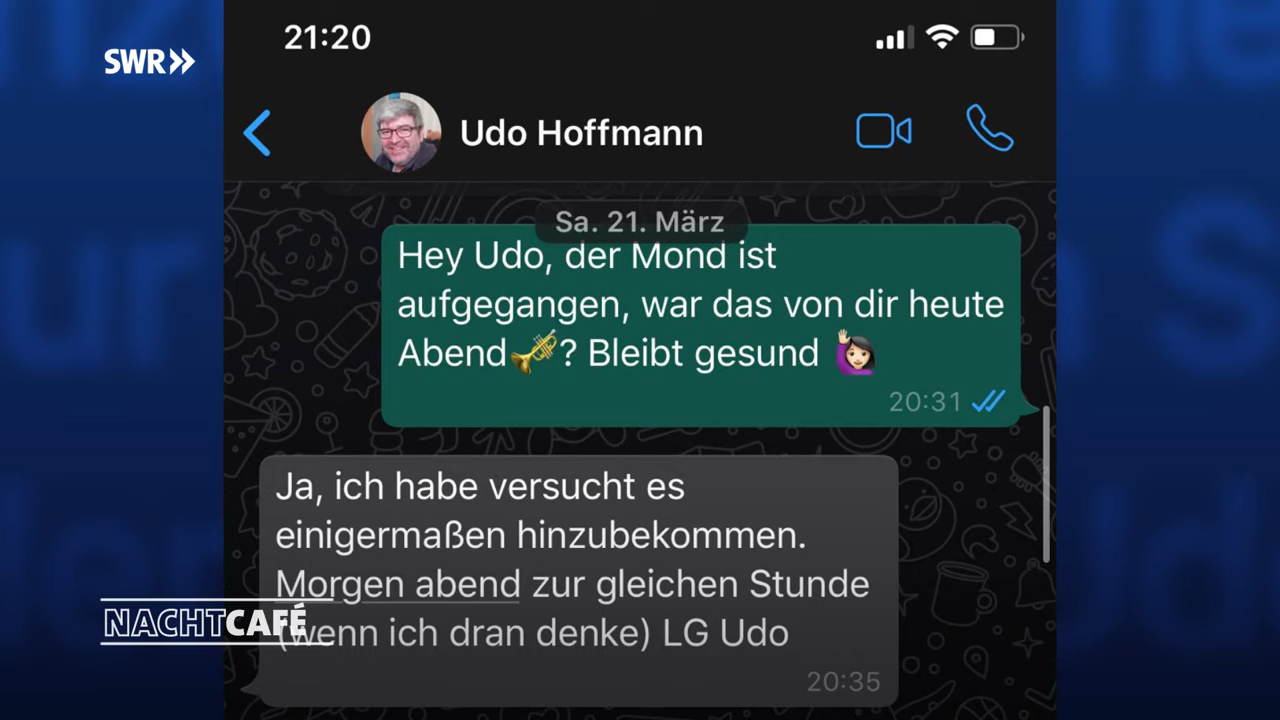 21:20
SWR
Udo Hoffmann
Sa. 21. März
Hey Udo, der Mond ist
aufgegangen, war das von dir heute
Abend🎺? Bleibt gesund 🙋🏻‍♀️
20:31
Ja, ich habe versucht es
einigermaßen hinzubekommen.
Morgen abend zur gleichen Stunde
(wenn ich dran denke) LG Udo
20:35
NACHTCAFÉ